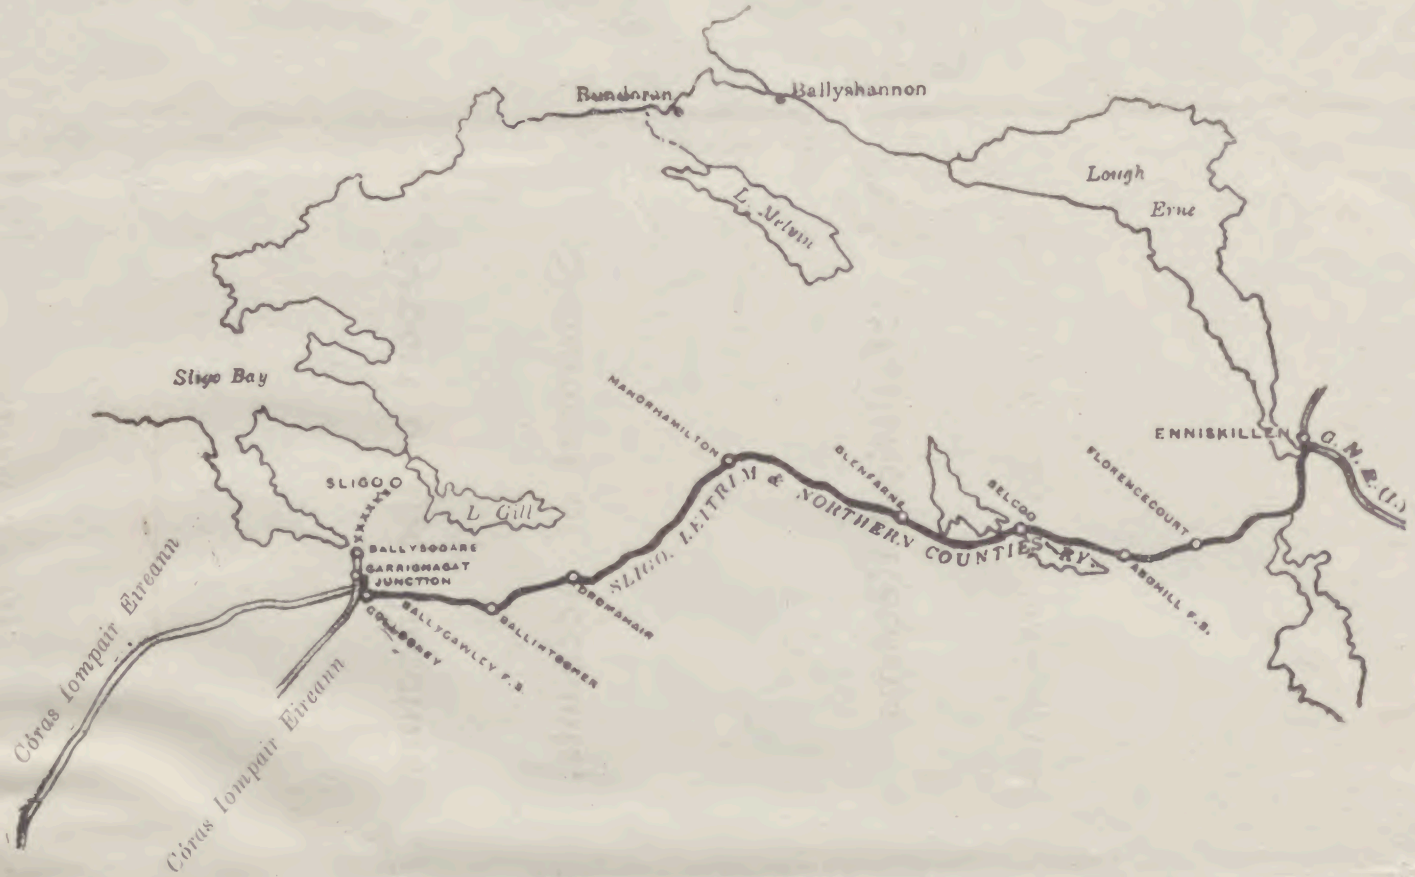 Bundoran
Ballyshannon
Lough
Erne
L. Melvin
Sligo Bay
MANORHAMILTON
GLENFARNE
BELCOO
FLORENCECOURT
ENNISKILLEN
G. N. R. (I.)
SLIGO
L Gill
SLIGO, LEITRIM & NORTHERN COUNTIES RY.
BALLYSODARE
CARRIGNAGAT
JUNCTION
COLLOONEY
BALLYGAWLEY F.S.
BALLINTOGHER
DROMAHAIR
ABOHILL F.S.
Córas Iompair Eireann
Córas Iompair Eireann